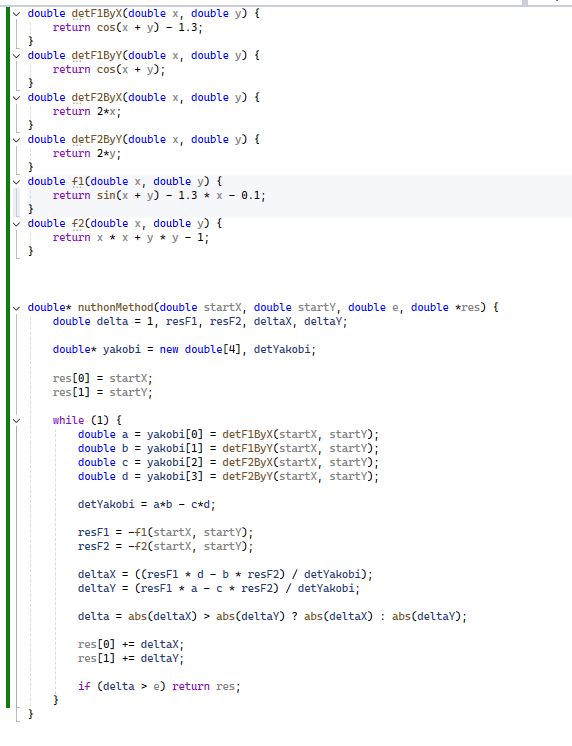 double detF1ByX(double x, double y) {
    return cos(x + y) - 1.3;
}
double detF1ByY(double x, double y) {
    return cos(x + y);
}
double detF2ByX(double x, double y) {
    return 2*x;
}
double detF2ByY(double x, double y) {
    return 2*y;
}
double f1(double x, double y) {
    return sin(x + y) - 1.3 * x - 0.1;
}
double f2(double x, double y) {
    return x * x + y * y - 1;
}
double* nuthonMethod(double startX, double startY, double e, double *res) {
    double delta = 1, resF1, resF2, deltaX, deltaY;
    double* yakobi = new double[4], detYakobi;
    res[0] = startX;
    res[1] = startY;
    while (1) {
        double a = yakobi[0] = detF1ByX(startX, startY);
        double b = yakobi[1] = detF1ByY(startX, startY);
        double c = yakobi[2] = detF2ByX(startX, startY);
        double d = yakobi[3] = detF2ByY(startX, startY);
        detYakobi = a*b - c*d;
        resF1 = -f1(startX, startY);
        resF2 = -f2(startX, startY);
        deltaX = ((resF1 * d - b * resF2) / detYakobi);
        deltaY = (resF1 * a - c * resF2) / detYakobi;
        delta = abs(deltaX) > abs(deltaY) ? abs(deltaX) : abs(deltaY);
        res[0] += deltaX;
        res[1] += deltaY;
        if (delta > e) return res;
    }
}